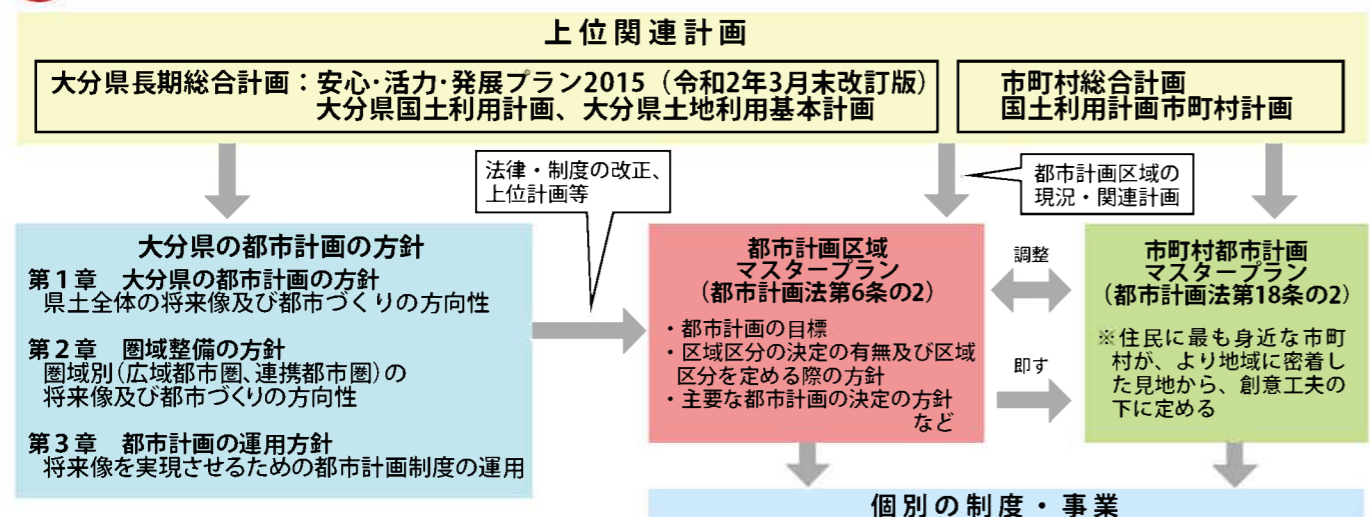 上位関連計画
大分県長期総合計画：安心・活力・発展プラン2015（令和2年3月末改訂版）
大分県国土利用計画、大分県土地利用基本計画
市町村総合計画
国土利用計画市町村計画
法律・制度の改正、
上位計画等
都市計画区域の
現況・関連計画
大分県の都市計画の方針
第１章　大分県の都市計画の方針
県土全体の将来像及び都市づくりの方向性
第２章　圏域整備の方針
圏域別（広域都市圏、連携都市圏）の
将来像及び都市づくりの方向性
第３章　都市計画の運用方針
将来像を実現させるための都市計画制度の運用
都市計画区域
マスタープラン
（都市計画法第6条の2）
・都市計画の目標
・区域区分の決定の有無及び区域
区分を定める際の方針
・主要な都市計画の決定の方針
など
調整
即す
市町村都市計画
マスタープラン
（都市計画法第18条の2）
※住民に最も身近な市町
村が、より地域に密着し
た見地から、創意工夫の
下に定める
個別の制度・事業